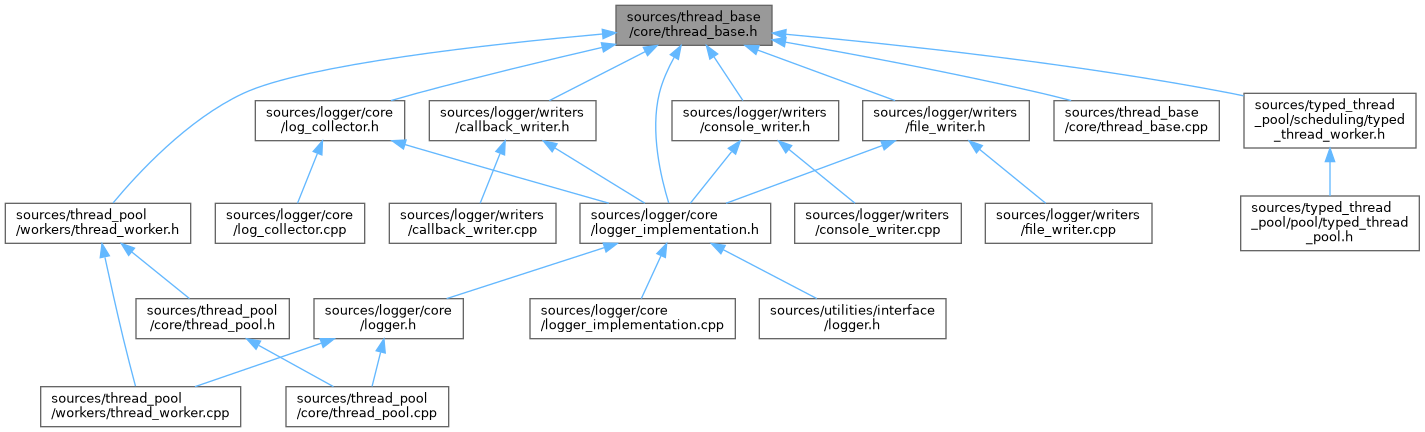 sources/thread_base
/core/thread_base.h
sources/logger/core
/log_collector.h
sources/logger/writers
/callback_writer.h
sources/logger/writers
/console_writer.h
sources/logger/writers
/file_writer.h
sources/thread_base
/core/thread_base.cpp
sources/typed_thread
_pool/scheduling/typed
_thread_worker.h
sources/thread_pool
/workers/thread_worker.h
sources/logger/core
/log_collector.cpp
sources/logger/writers
/callback_writer.cpp
sources/logger/core
/logger_implementation.h
sources/logger/writers
/console_writer.cpp
sources/logger/writers
/file_writer.cpp
sources/typed_thread
_pool/pool/typed_thread
_pool.h
sources/thread_pool
/core/thread_pool.h
sources/logger/core
/logger.h
sources/logger/core
/logger_implementation.cpp
sources/utilities/interface
/logger.h
sources/thread_pool
/workers/thread_worker.cpp
sources/thread_pool
/core/thread_pool.cpp